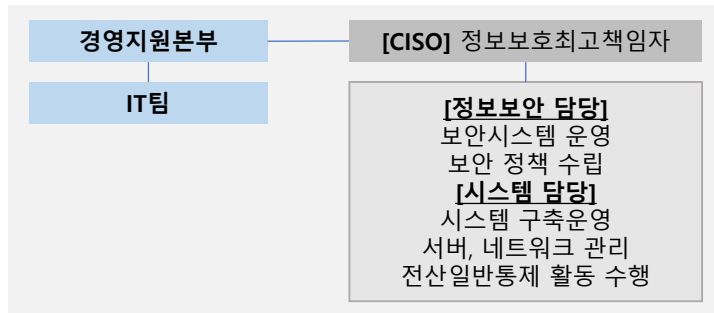 경영지원본부
[CISO] 정보보호최고책임자
IT팀
[정보보안 담당]
보안시스템 운영
보안 정책 수립
[시스템 담당]
시스템 구축운영
서버, 네트워크 관리
전산일반통제 활동 수행